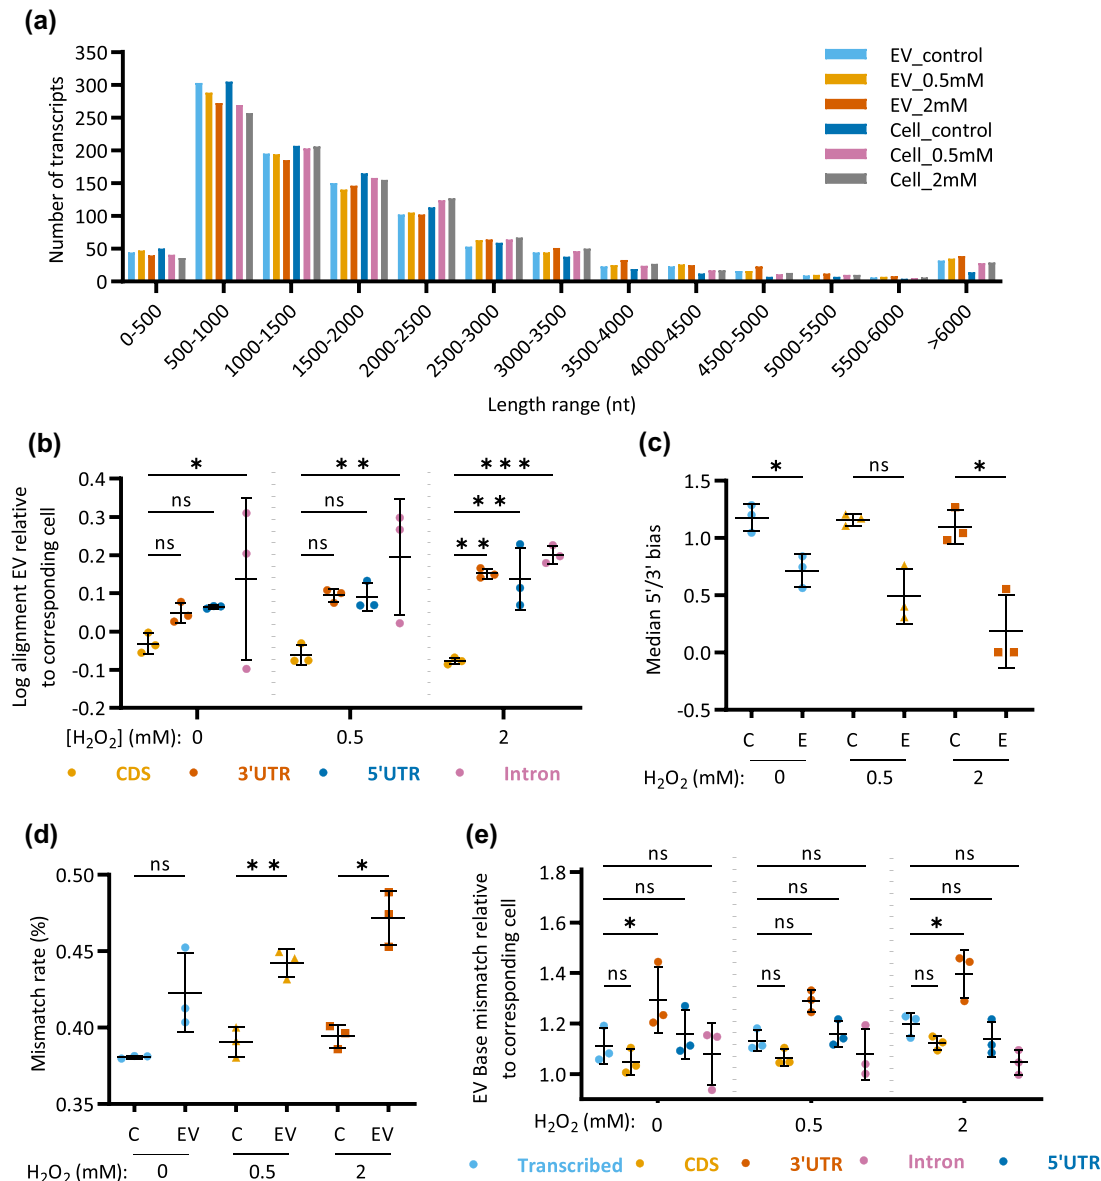 (a)
350
300
250
200
150
100
50
0
Number of transcripts
EV_control
EV_0.5mM
EV_2mM
Cell_control
Cell_0.5mM
Cell_2mM
0-500
500-1000
1000-1500
1500-2000
2000-2500
2500-3000
3000-3500
3500-4000
4000-4500
4500-5000
5000-5500
5500-6000
>6000
Length range (nt)
(b)
Log alignment EV relative
to corresponding cell
0.4
0.3
0.2
0.1
0.0
-0.1
-0.2
*
ns
ns
* *
ns
ns
* * *
* *
* *
[H₂O₂] (mM): 0 0.5 2
CDS 3'UTR 5'UTR Intron
(c)
Median 5'/3' bias
1.5
1.0
0.5
0.0
-0.5
* ns *
C E C E C E
H₂O₂ (mM): 0 0.5 2
(d)
Mismatch rate (%)
0.50
0.45
0.40
0.35
ns * * *
C EV C EV C EV
H₂O₂ (mM): 0 0.5 2
(e)
EV Base mismatch relative
to corresponding cell
1.8
1.6
1.4
1.2
1.0
ns
ns
*
ns
ns
ns
ns
ns
ns
ns
*
ns
H₂O₂ (mM): 0 0.5 2
Transcribed CDS 3'UTR Intron 5'UTR